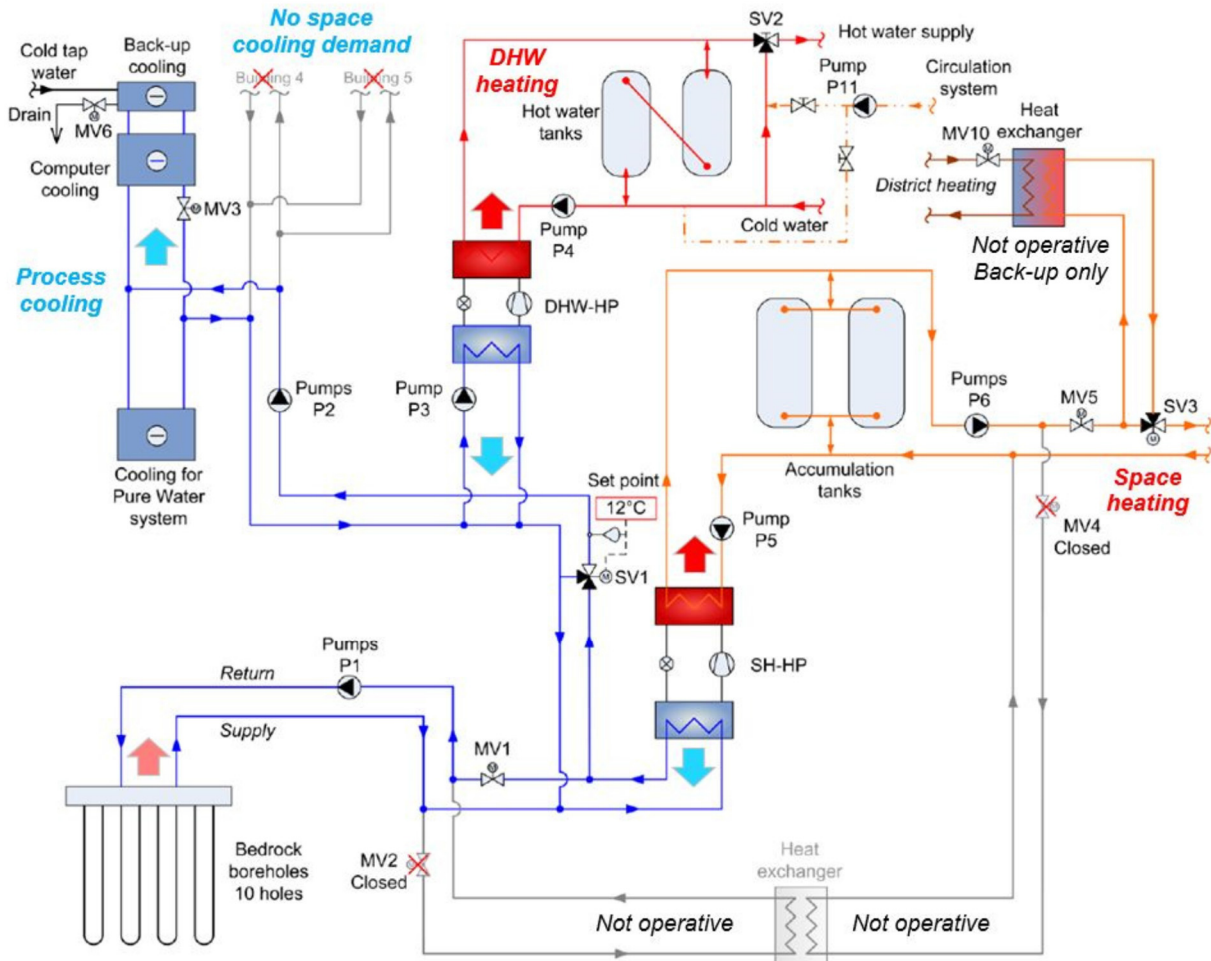 No space
cooling demand
Back-up
cooling
Cold tap
water
Drain
MV6
Computer
cooling
MV3
Building 4
Building 5
Process
cooling
Cooling for
Pure Water
system
Pumps
P2
DHW
heating
Hot water
tanks
SV2
Hot water supply
Pump
P11
Circulation
system
Pump
P4
Cold water
DHW-HP
Pump
P3
MV10
Heat
exchanger
District heating
Not operative
Back-up only
Pumps
P6
MV5
SV3
M
Accumulation
tanks
Space
heating
MV4
Closed
Set point
12°C
SV1
M
Pump
P5
SH-HP
Pumps
P1
Return
Supply
MV1
Bedrock
boreholes
10 holes
MV2
Closed
Heat
exchanger
Not operative
Not operative